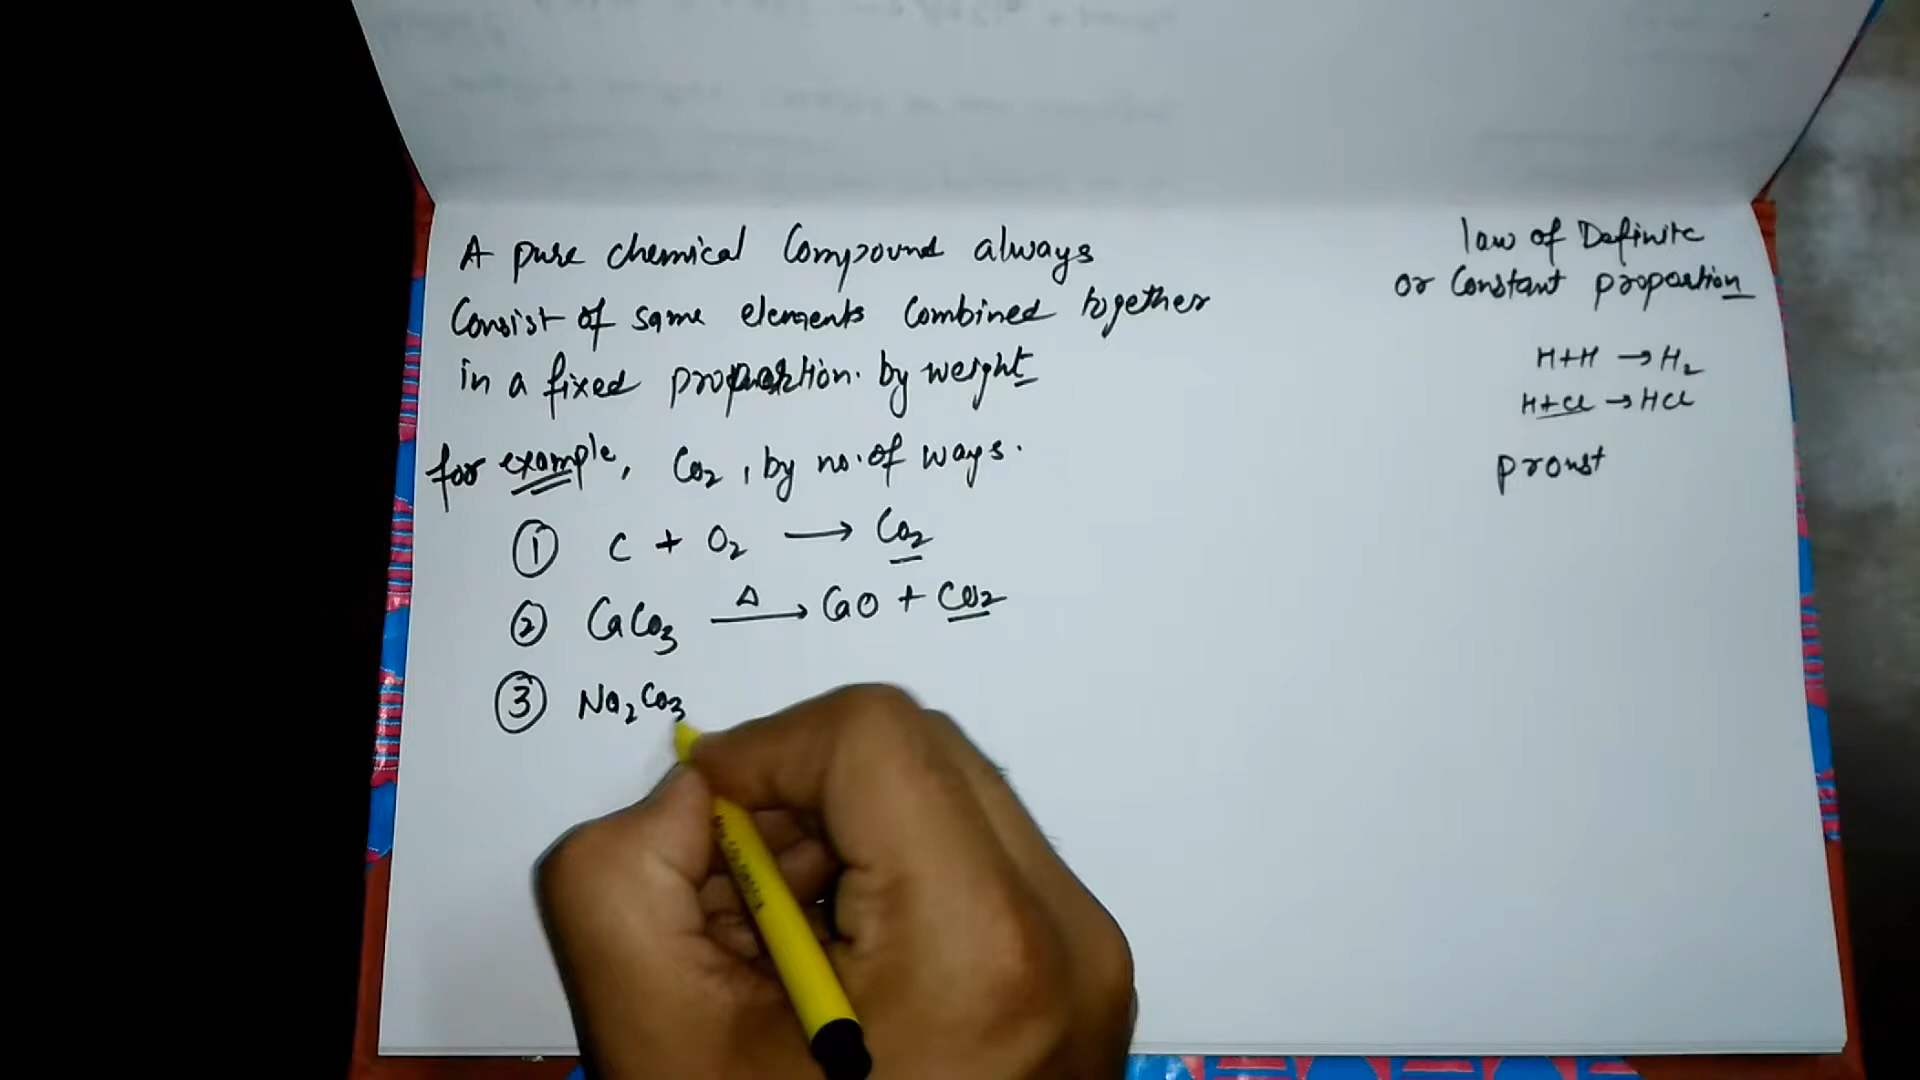 A pure chemical Compound always
Consist of same elements Combined together
in a fixed proportion. by weight
for example, CO2, by no. of ways.
① C + O2 → CO2
② CaCO3 Δ→ CaO + CO2
③ Na2CO3
law of Definite
or Constant proportion
H+H → H2
H+Cl → HCl
proust